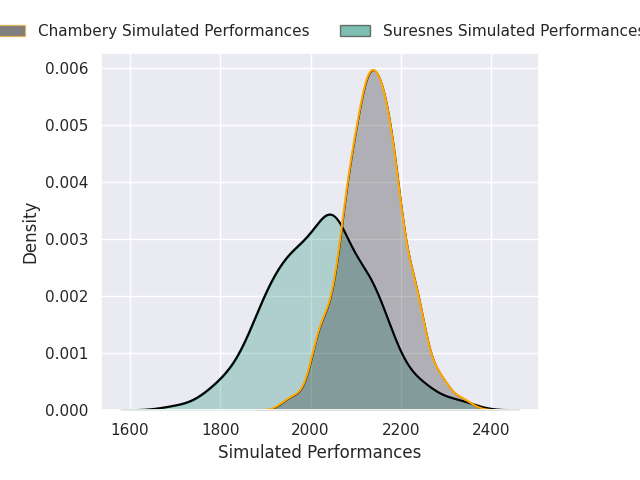 Chambery Simulated Performances Suresnes Simulated Performances
0.006
0.005
0.004
0.003
0.002
0.001
0.000
Density
1600 1800 2000 2200 2400
Simulated Performances